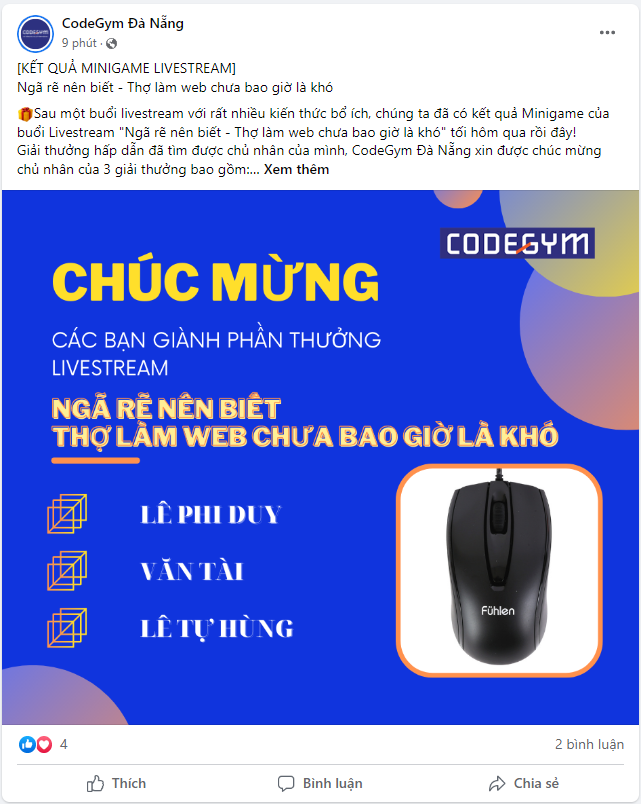 CodeGym Đà Nẵng
9 phút ·
[KẾT QUẢ MINIGAME LIVESTREAM]
Ngã rẽ nên biết - Thợ làm web chưa bao giờ là khó
🎁Sau một buổi livestream với rất nhiều kiến thức bổ ích, chúng ta đã có kết quả Minigame của
buổi Livestream "Ngã rẽ nên biết - Thợ làm web chưa bao giờ là khó" tối hôm qua rồi đây!
Giải thưởng hấp dẫn đã tìm được chủ nhân của mình, CodeGym Đà Nẵng xin được chúc mừng
chủ nhân của 3 giải thưởng bao gồm:... Xem thêm
CODEGYM
CHÚC MỪNG
CÁC BẠN GIÀNH PHẦN THƯỞNG
LIVESTREAM
NGÃ RẼ NÊN BIẾT
THỢ LÀM WEB CHƯA BAO GIỜ LÀ KHÓ
LÊ PHI DUY
VĂN TÀI
LÊ TỰ HÙNG
Fühlen
4
2 bình luận
Thích
Bình luận
Chia sẻ